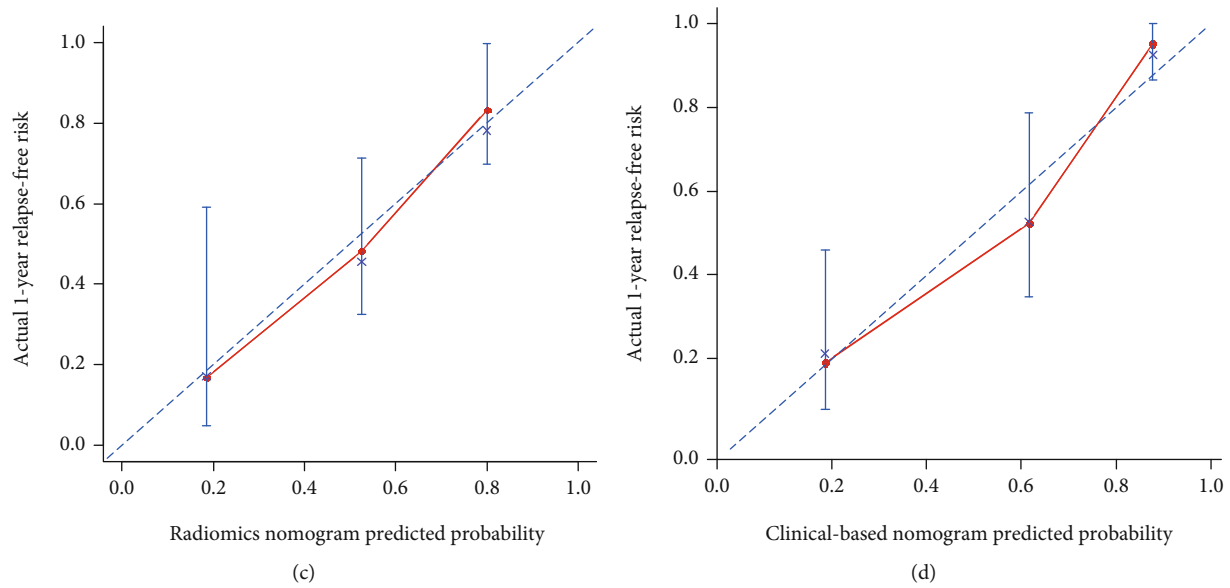 1.0
0.8
0.6
0.4
0.2
0.0
Actual 1-year relapse-free risk
0.0 0.2 0.4 0.6 0.8 1.0
Radiomics nomogram predicted probability
(c)
1.0
0.8
0.6
0.4
0.2
0.0
Actual 1-year relapse-free risk
0.0 0.2 0.4 0.6 0.8 1.0
Clinical-based nomogram predicted probability
(d)